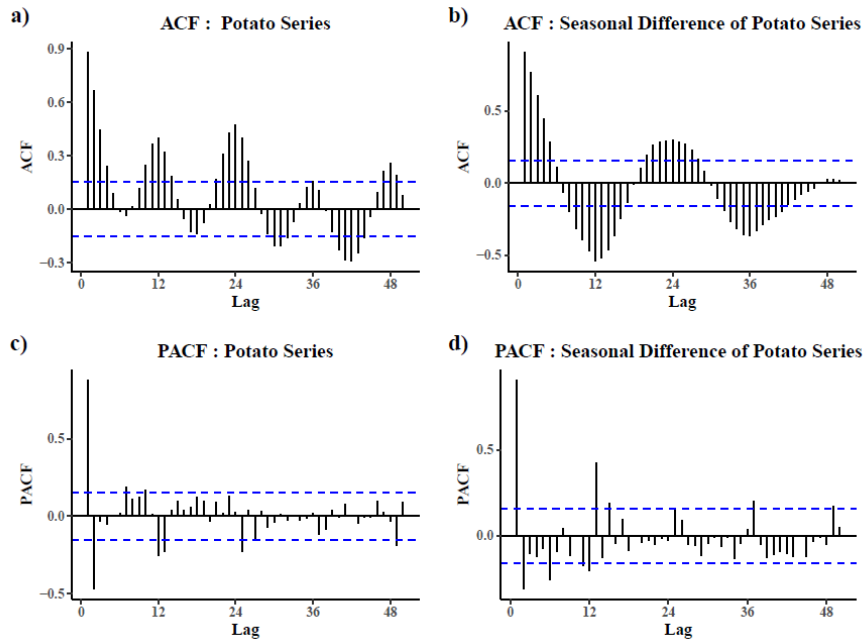 a)
ACF : Potato Series
0.9
0.6
0.3
0.0
−0.3
ACF
0 12 24 36 48
Lag
b)
ACF : Seasonal Difference of Potato Series
0.5
0.0
−0.5
ACF
0 12 24 36 48
Lag
c)
PACF : Potato Series
0.5
0.0
−0.5
PACF
0 12 24 36 48
Lag
d)
PACF : Seasonal Difference of Potato Series
0.5
0.0
PACF
0 12 24 36 48
Lag